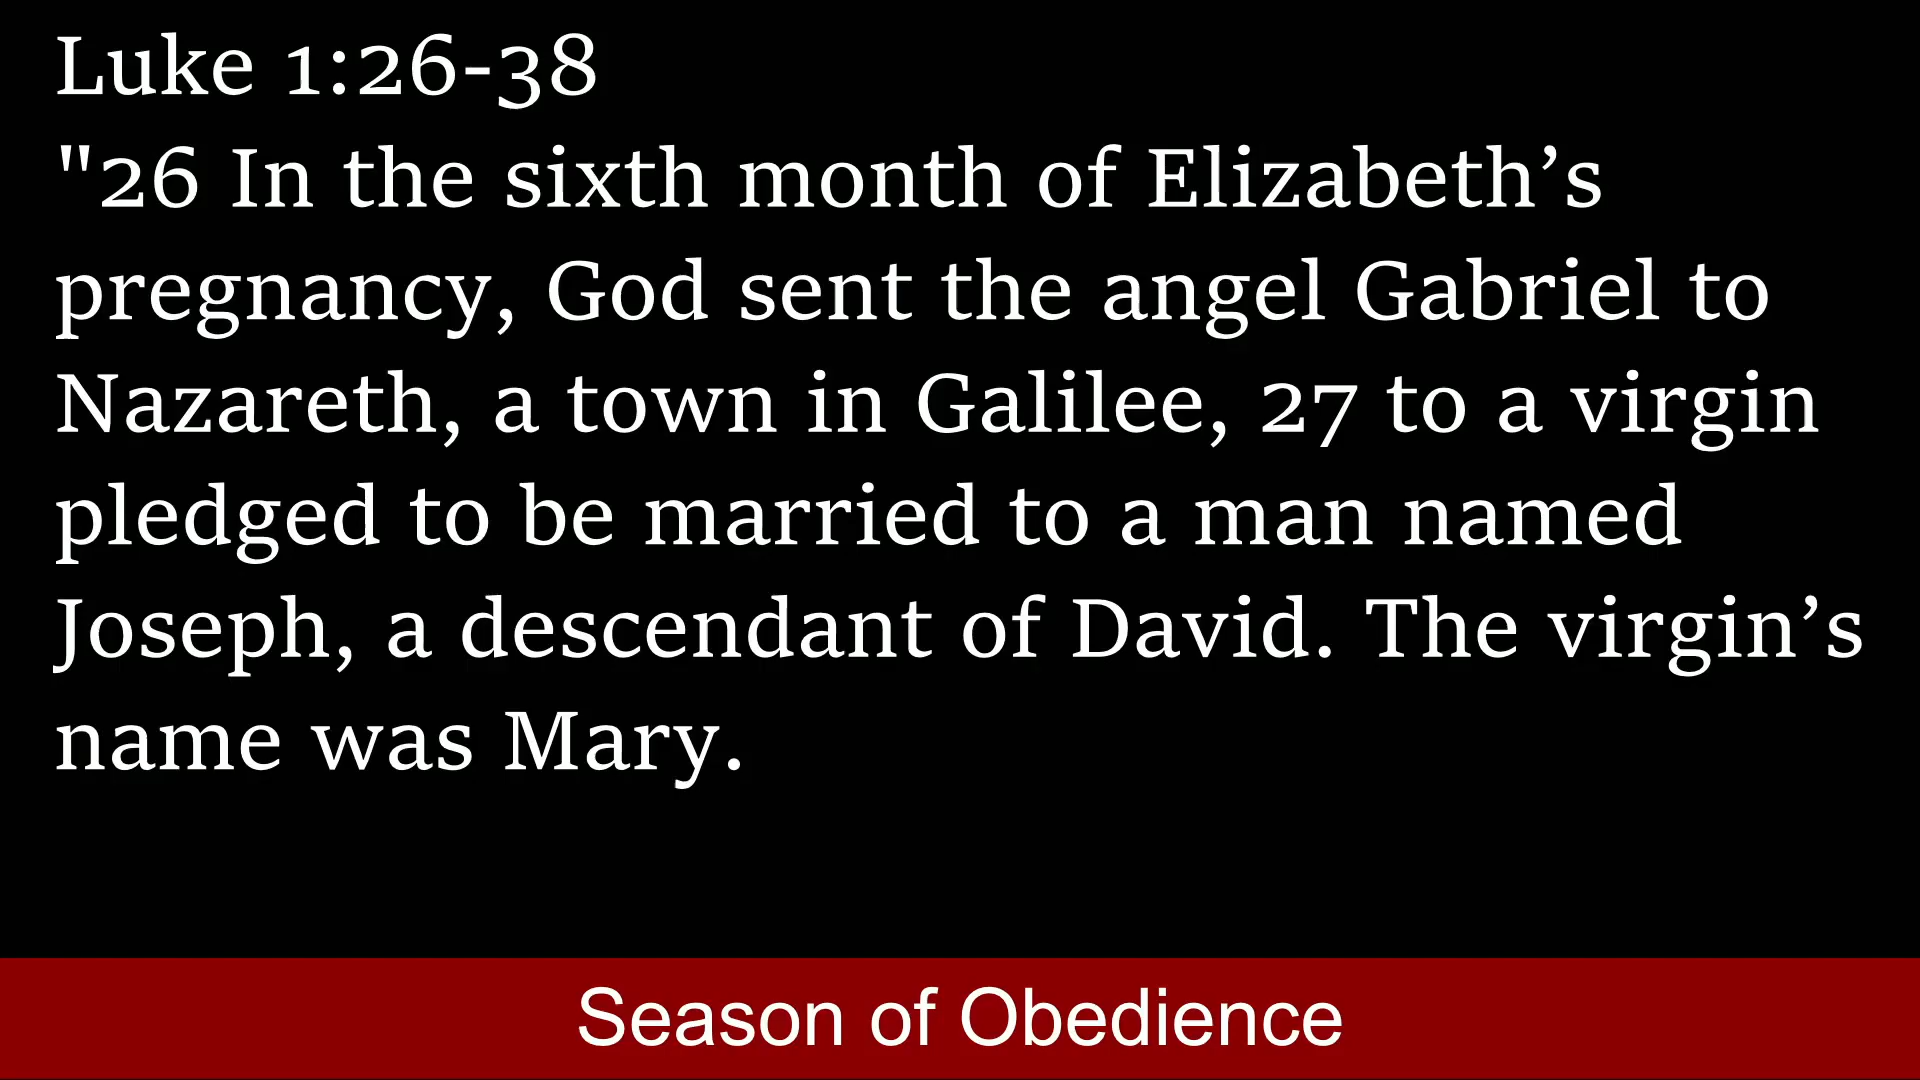 Luke 1:26-38
"26 In the sixth month of Elizabeth’s
pregnancy, God sent the angel Gabriel to
Nazareth, a town in Galilee, 27 to a virgin
pledged to be married to a man named
Joseph, a descendant of David. The virgin’s
name was Mary.
Season of Obedience